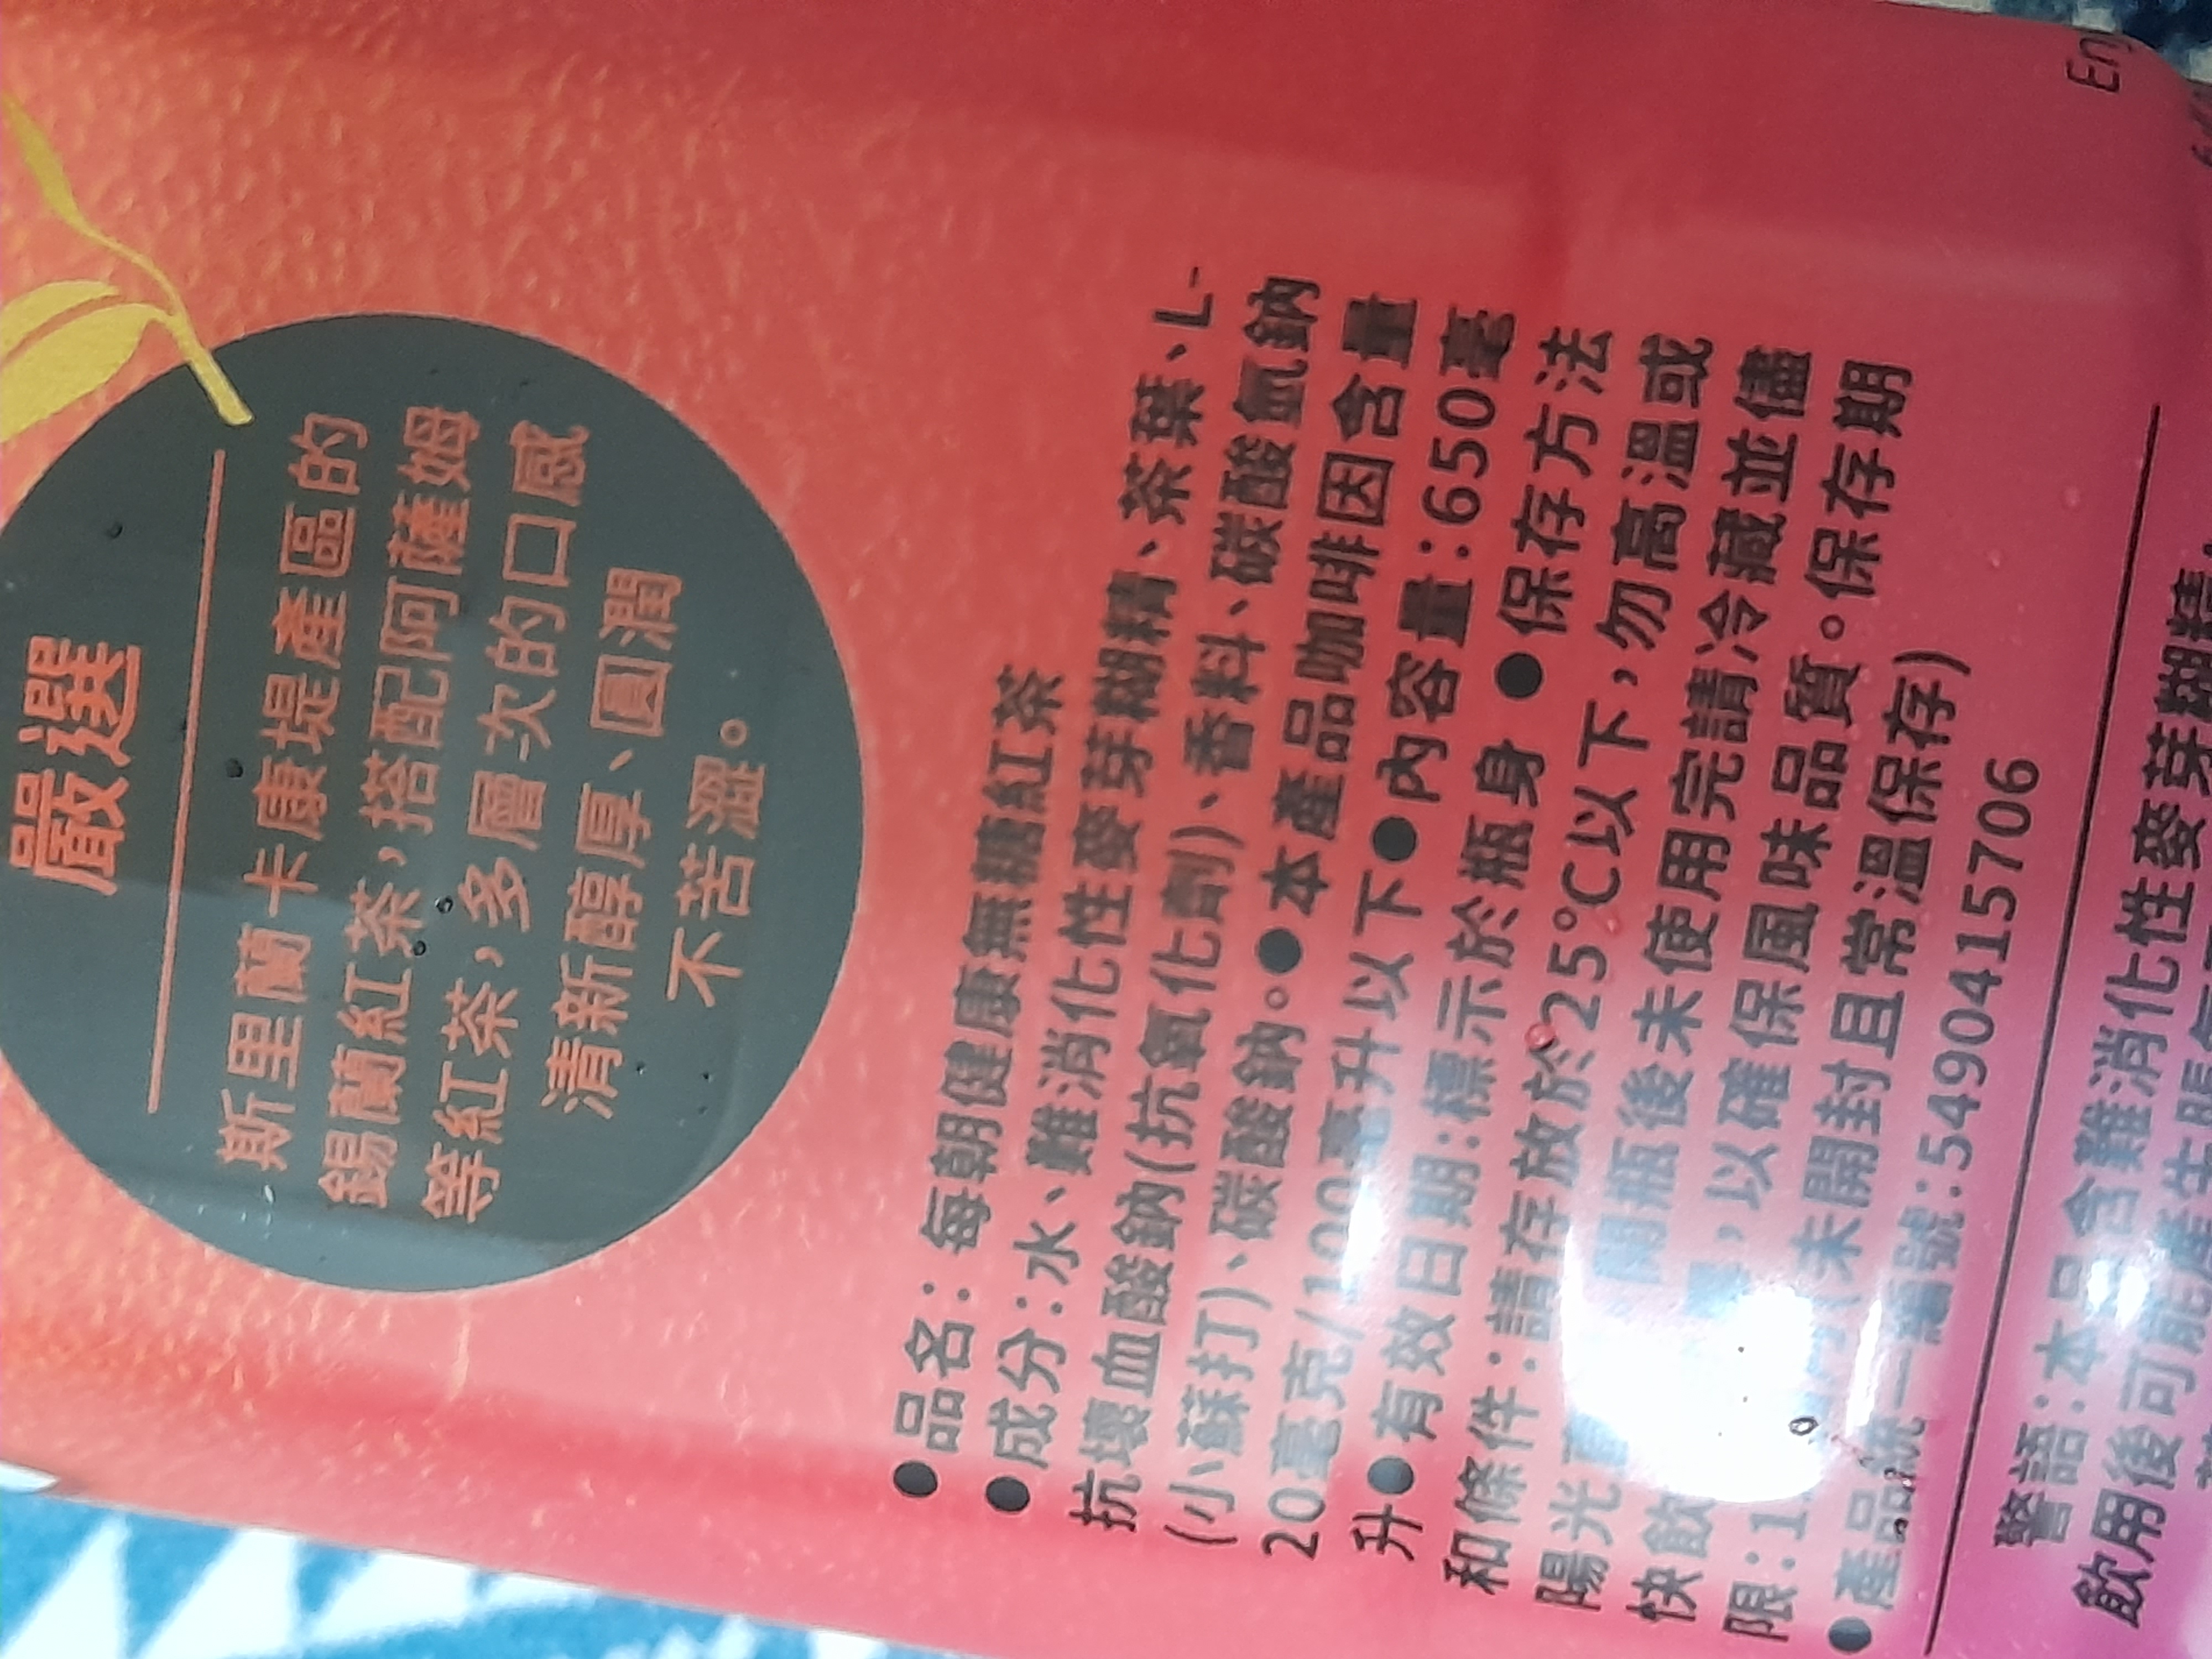 嚴選
斯里蘭卡康堤產區的
錫蘭紅茶，搭配阿薩姆
等紅茶，多層次的口感
清新醇厚、圓潤
不苦澀。
●品名：每朝健康無糖紅茶
●成分：水、難消化性麥芽糊精、茶葉、L-
抗壞血酸鈉(抗氧化劑)、香料、碳酸氫鈉
(小蘇打)、碳酸鈉。●本產品咖啡因含量
20毫克/100毫升以下●內容量：650毫
升●有效日期：標示於瓶身 ●保存方法
和條件：請存放於25°C以下，勿高溫或
陽光 開瓶後未使用完請冷藏並儘
快飲 ，以確保風味品質。保存期
限： (未開封且常溫保存)
●產品統一編號：5490415706
警語：本品含難消化性麥芽糊精
飲用後可能產生
En